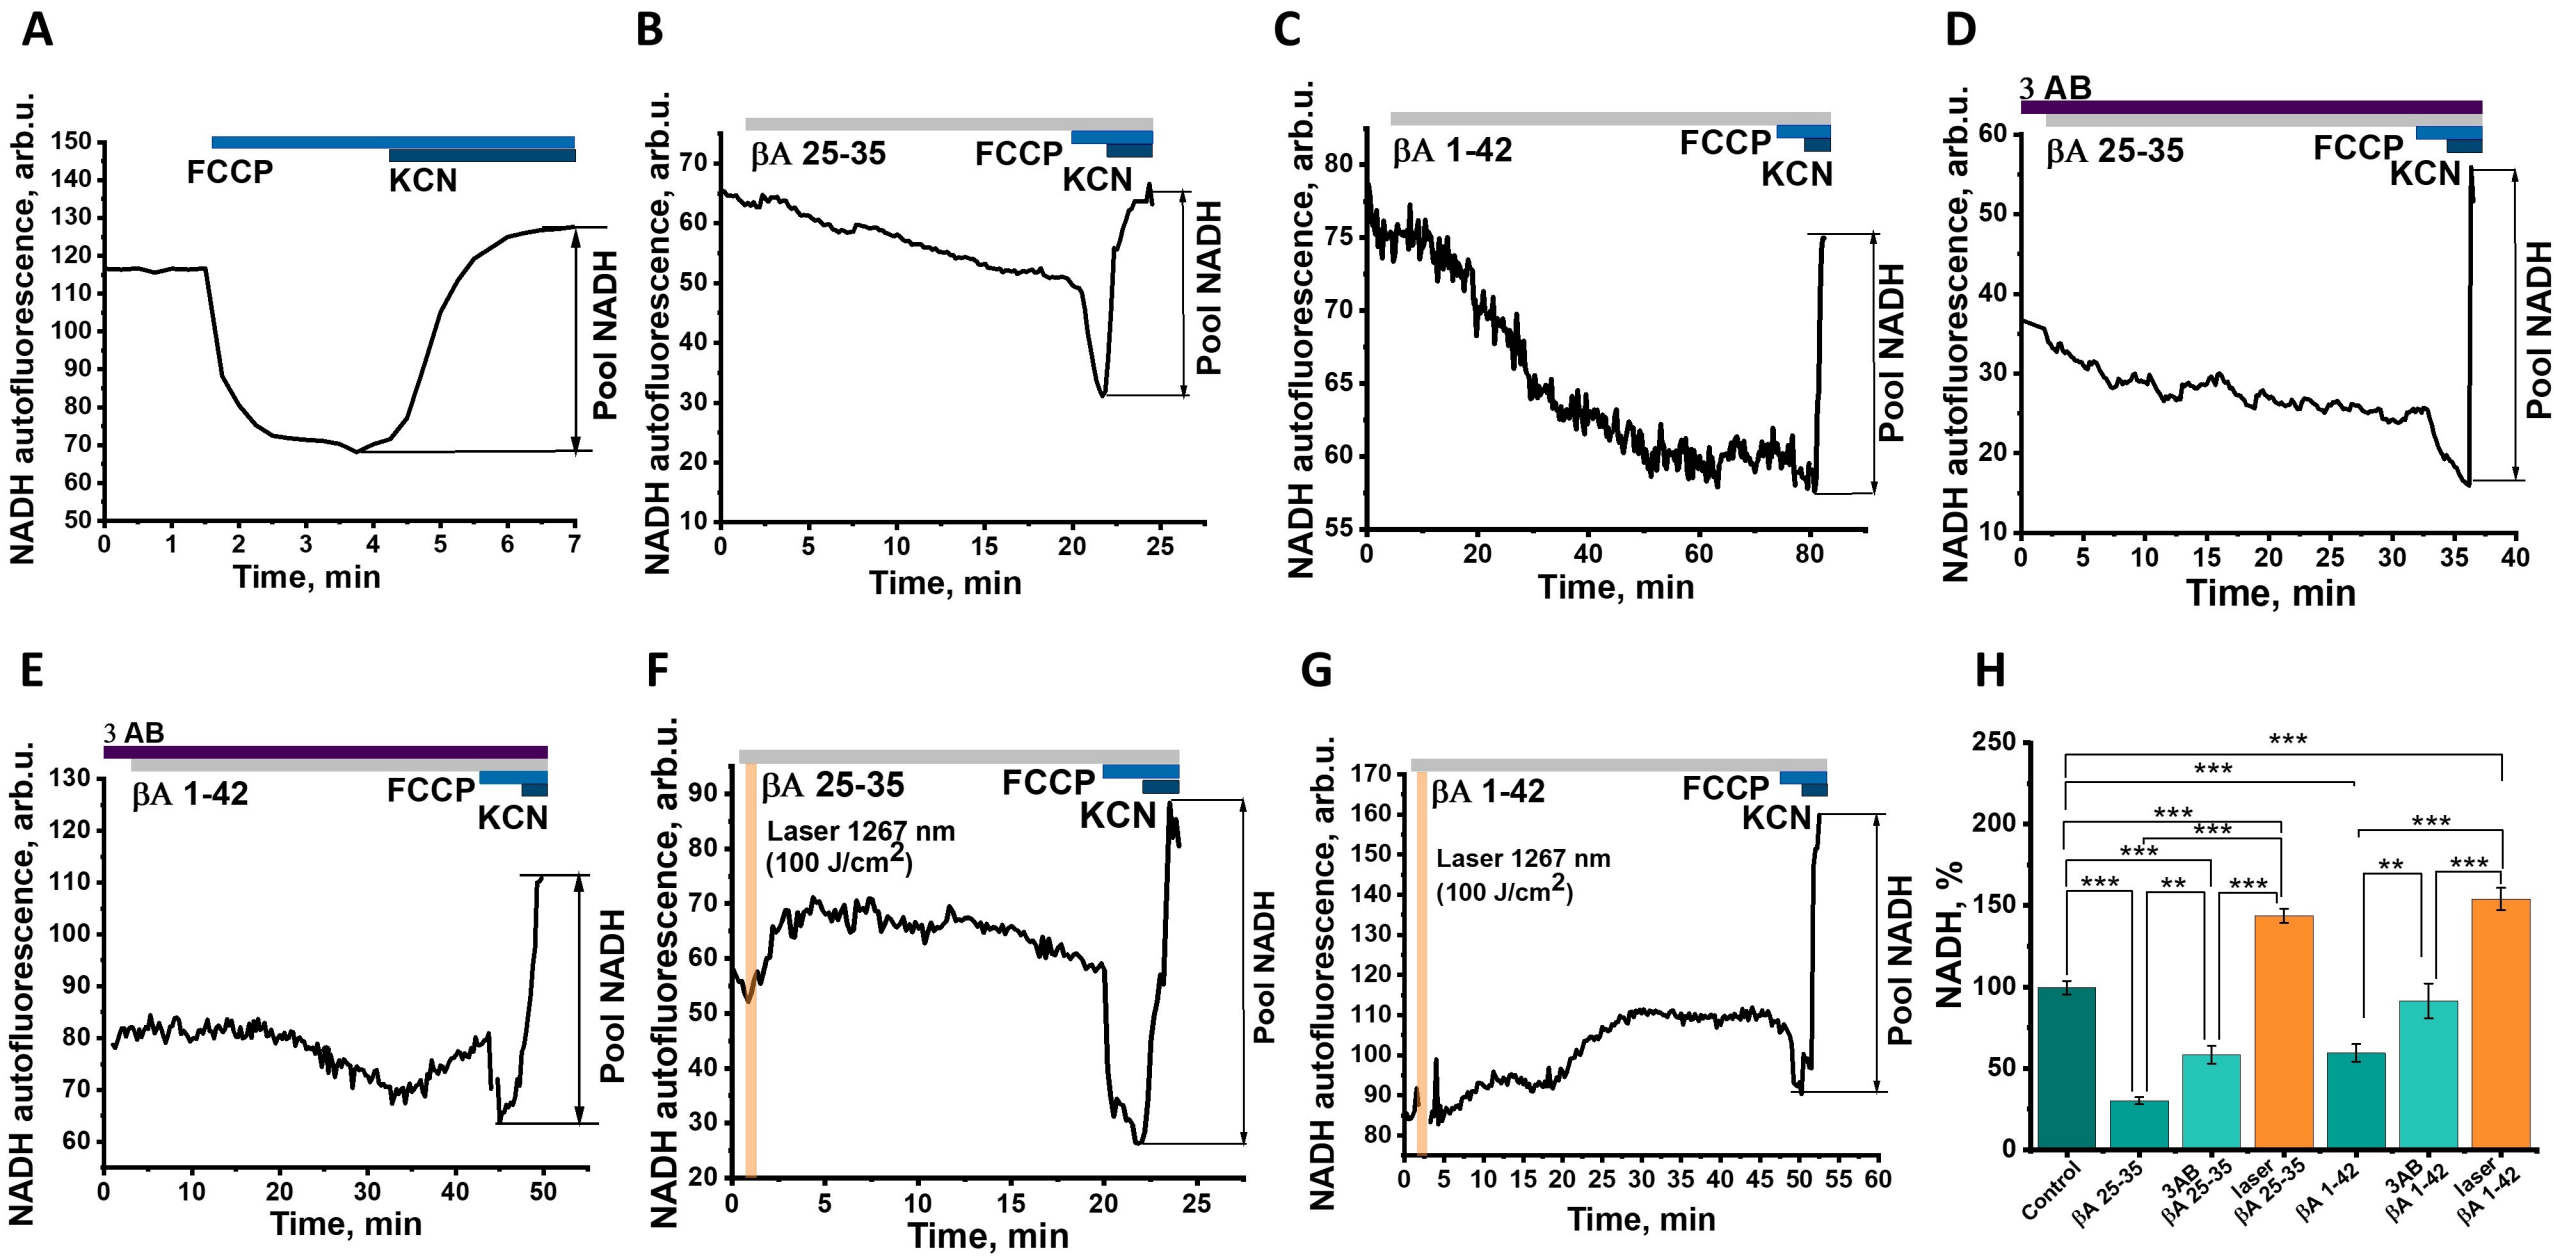 A
NADH autofluorescence, arb.u.
150
140
130
120
110
100
90
80
70
60
50
FCCP
KCN
Pool NADH
0 1 2 3 4 5 6 7
Time, min
B
NADH autofluorescence, arb.u.
70
60
50
40
30
20
10
βA 25-35
FCCP
KCN
Pool NADH
0 5 10 15 20 25
Time, min
C
NADH autofluorescence, arb.u.
80
75
70
65
60
55
βA 1-42
FCCP
KCN
Pool NADH
0 20 40 60 80
Time, min
D
NADH autofluorescence, arb.u.
3 AB
60
50
40
30
20
10
βA 25-35
FCCP
KCN
Pool NADH
0 5 10 15 20 25 30 35 40
Time, min
E
NADH autofluorescence, arb.u.
3 AB
130
120
110
100
90
80
70
60
βA 1-42
FCCP
KCN
Pool NADH
0 10 20 30 40 50
Time, min
F
NADH autofluorescence, arb.u.
90
80
70
60
50
40
30
20
βA 25-35
Laser 1267 nm
(100 J/cm2)
FCCP
KCN
Pool NADH
0 5 10 15 20 25
Time, min
G
NADH autofluorescence, arb.u.
170
160
150
140
130
120
110
100
90
80
βA 1-42
Laser 1267 nm
(100 J/cm2)
FCCP
KCN
Pool NADH
0 5 10 15 20 25 30 35 40 45 50 55 60
Time, min
H
NADH, %
250
200
150
100
50
0
***
***
***
***
***
***
***
**
***
**
***
Control
βA 25-35
3AB
βA 25-35
laser
βA 25-35
βA 1-42
3AB
βA 1-42
laser
βA 1-42